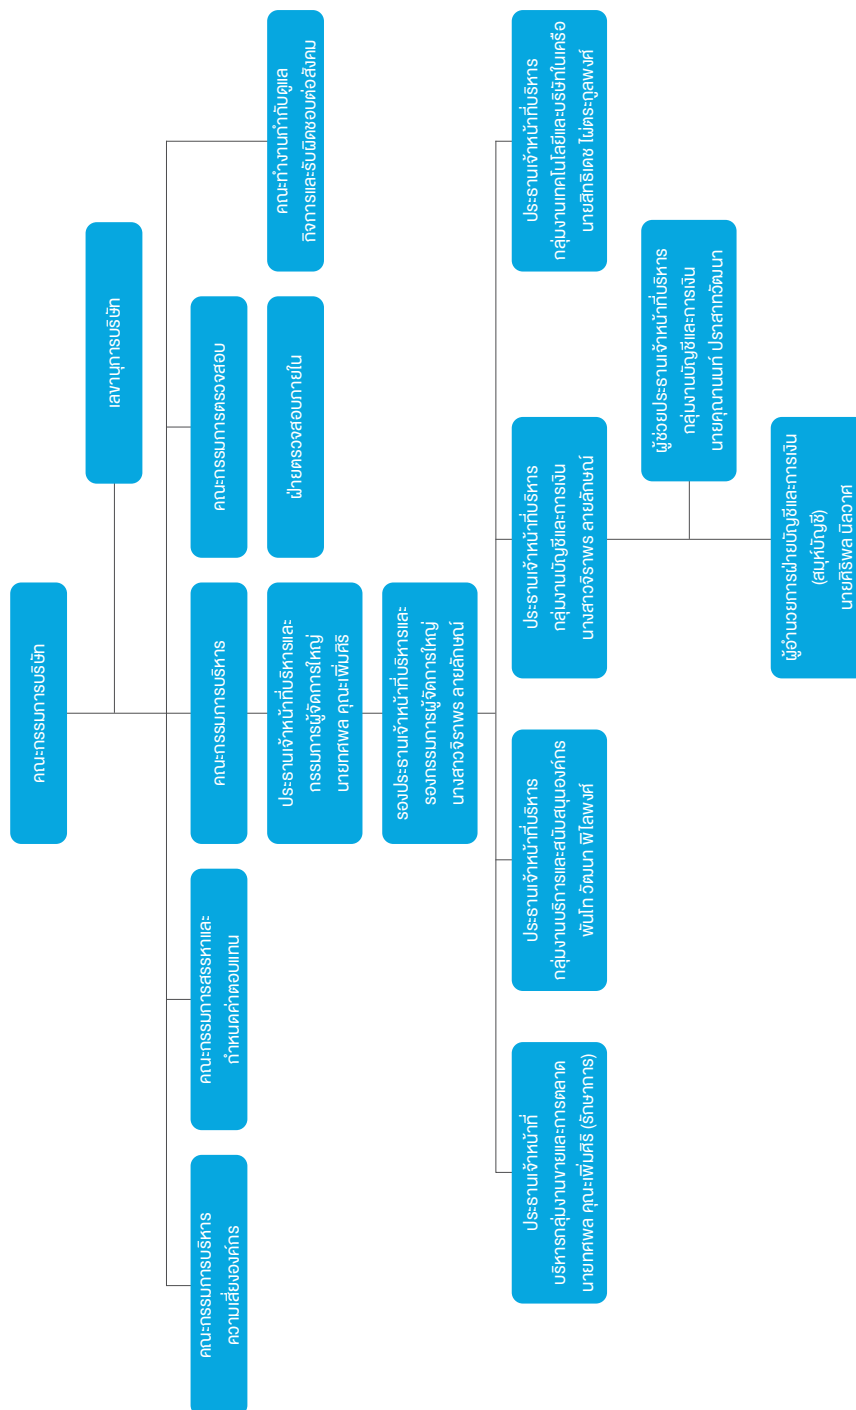 คณะกรรมการบริษัท
เลขานุการบริษัท
คณะกรรมการบริหาร
ความเสี่ยงองค์กร
คณะกรรมการสรรหาและ
กำหนดค่าตอบแทน
คณะกรรมการบริหาร
คณะกรรมการตรวจสอบ
ประธานเจ้าหน้าที่บริหารและ
กรรมการผู้จัดการใหญ่
นายทศพล คุณะเพิ่มศิริ
ฝ่ายตรวจสอบภายใน
คณะทำงานกำกับดูแล
กิจการและรับผิดชอบต่อสังคม
รองประธานเจ้าหน้าที่บริหารและ
รองกรรมการผู้จัดการใหญ่
นางสาวจิราพร ลายลักษณ์
ประธานเจ้าหน้าที่
บริหารกลุ่มงานขายและการตลาด
นายทศพล คุณะเพิ่มศิริ (รักษาการ)
ประธานเจ้าหน้าที่บริหาร
กลุ่มงานบริการและสนับสนุนองค์กร
พันโท วัฒนา พิไลพงศ์
ประธานเจ้าหน้าที่บริหาร
กลุ่มงานบัญชีและการเงิน
นางสาวจิราพร ลายลักษณ์
ประธานเจ้าหน้าที่บริหาร
กลุ่มงานเทคโนโลยีและบริษัทในเครือ
นายสิทธิเดช ไผ่ตระกูลพงศ์
ผู้ช่วยประธานเจ้าหน้าที่บริหาร
กลุ่มงานบัญชีและการเงิน
นายคุณานนท์ ปราสาทวัฒนา
ผู้อำนวยการฝ่ายบัญชีและการเงิน
(สมุห์บัญชี)
นายศิริพล นิลวาศ